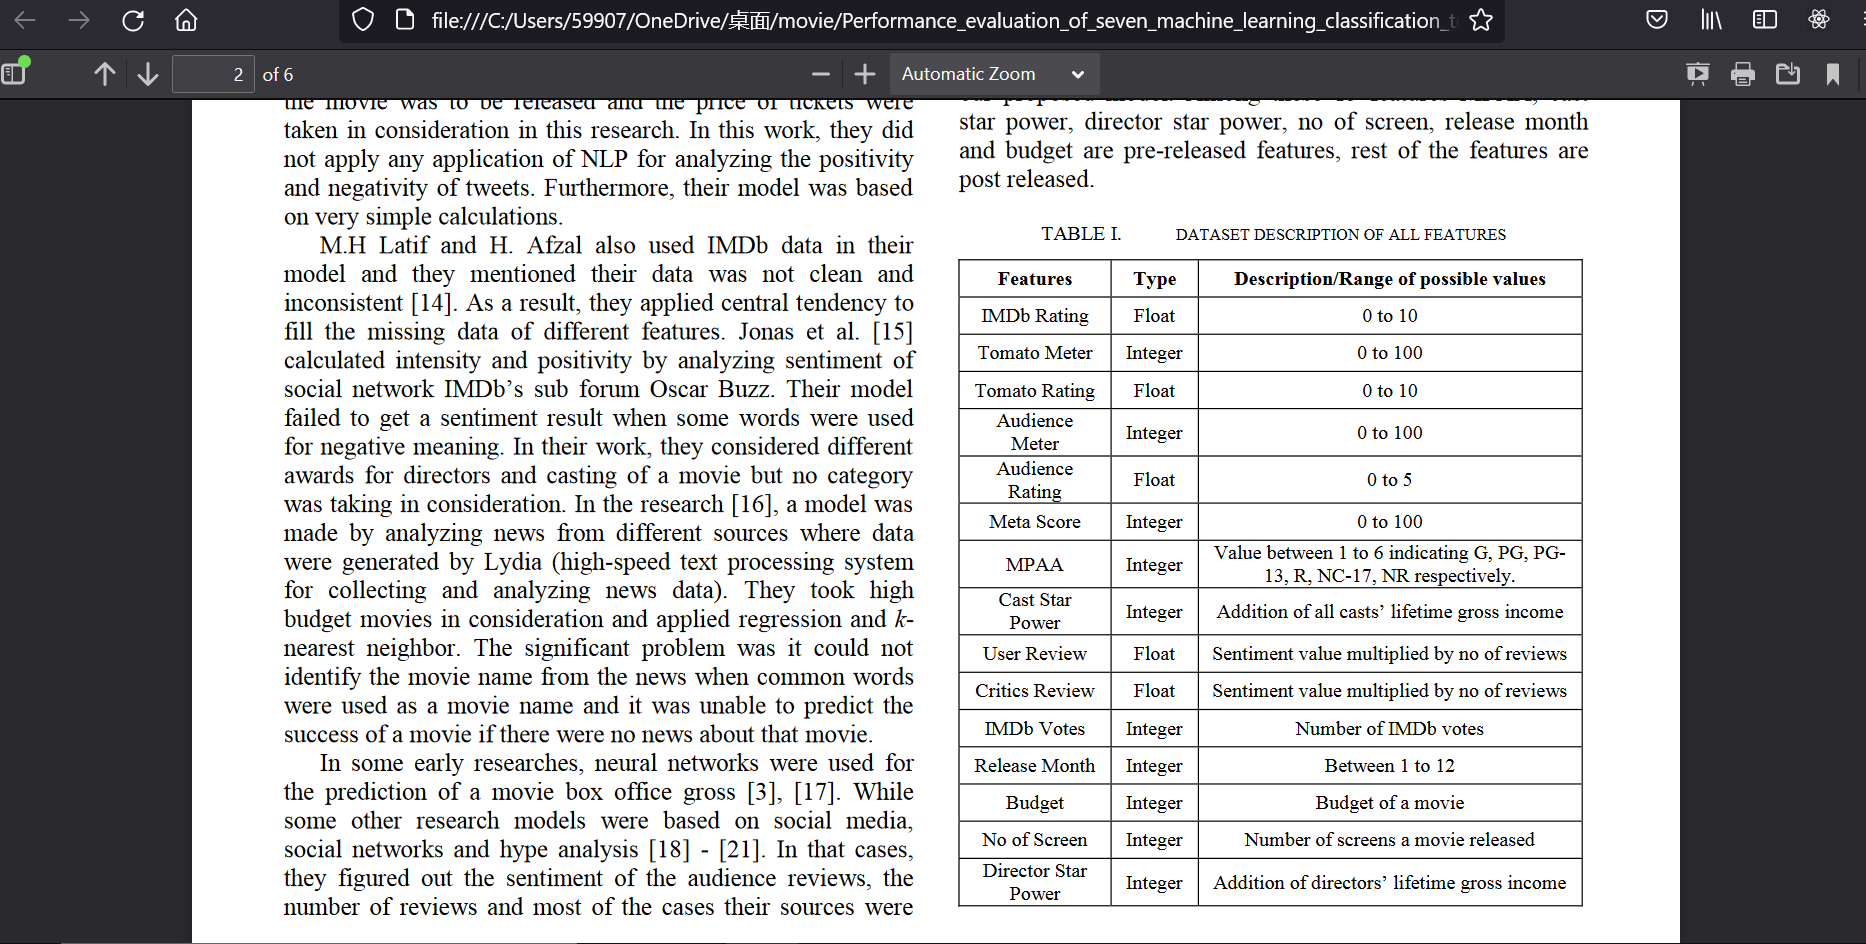 file:///C:/Users/59907/OneDrive/桌面/movie/Performance_evaluation_of_seven_machine_learning_classification_t
2 of 6
Automatic Zoom
the movie was to be released and the price of tickets were
taken in consideration in this research. In this work, they did
not apply any application of NLP for analyzing the positivity
and negativity of tweets. Furthermore, their model was based
on very simple calculations.
M.H Latif and H. Afzal also used IMDb data in their
model and they mentioned their data was not clean and
inconsistent [14]. As a result, they applied central tendency to
fill the missing data of different features. Jonas et al. [15]
calculated intensity and positivity by analyzing sentiment of
social network IMDb’s sub forum Oscar Buzz. Their model
failed to get a sentiment result when some words were used
for negative meaning. In their work, they considered different
awards for directors and casting of a movie but no category
was taking in consideration. In the research [16], a model was
made by analyzing news from different sources where data
were generated by Lydia (high-speed text processing system
for collecting and analyzing news data). They took high
budget movies in consideration and applied regression and k-
nearest neighbor. The significant problem was it could not
identify the movie name from the news when common words
were used as a movie name and it was unable to predict the
success of a movie if there were no news about that movie.
In some early researches, neural networks were used for
the prediction of a movie box office gross [3], [17]. While
some other research models were based on social media,
social networks and hype analysis [18] - [21]. In that cases,
they figured out the sentiment of the audience reviews, the
number of reviews and most of the cases their sources were
star power, director star power, no of screen, release month
and budget are pre-released features, rest of the features are
post released.
TABLE I. DATASET DESCRIPTION OF ALL FEATURES
Features Type Description/Range of possible values
IMDb Rating Float 0 to 10
Tomato Meter Integer 0 to 100
Tomato Rating Float 0 to 10
Audience
Meter Integer 0 to 100
Audience
Rating Float 0 to 5
Meta Score Integer 0 to 100
MPAA Integer Value between 1 to 6 indicating G, PG, PG-
13, R, NC-17, NR respectively.
Cast Star
Power Integer Addition of all casts’ lifetime gross income
User Review Float Sentiment value multiplied by no of reviews
Critics Review Float Sentiment value multiplied by no of reviews
IMDb Votes Integer Number of IMDb votes
Release Month Integer Between 1 to 12
Budget Integer Budget of a movie
No of Screen Integer Number of screens a movie released
Director Star
Power Integer Addition of directors’ lifetime gross income